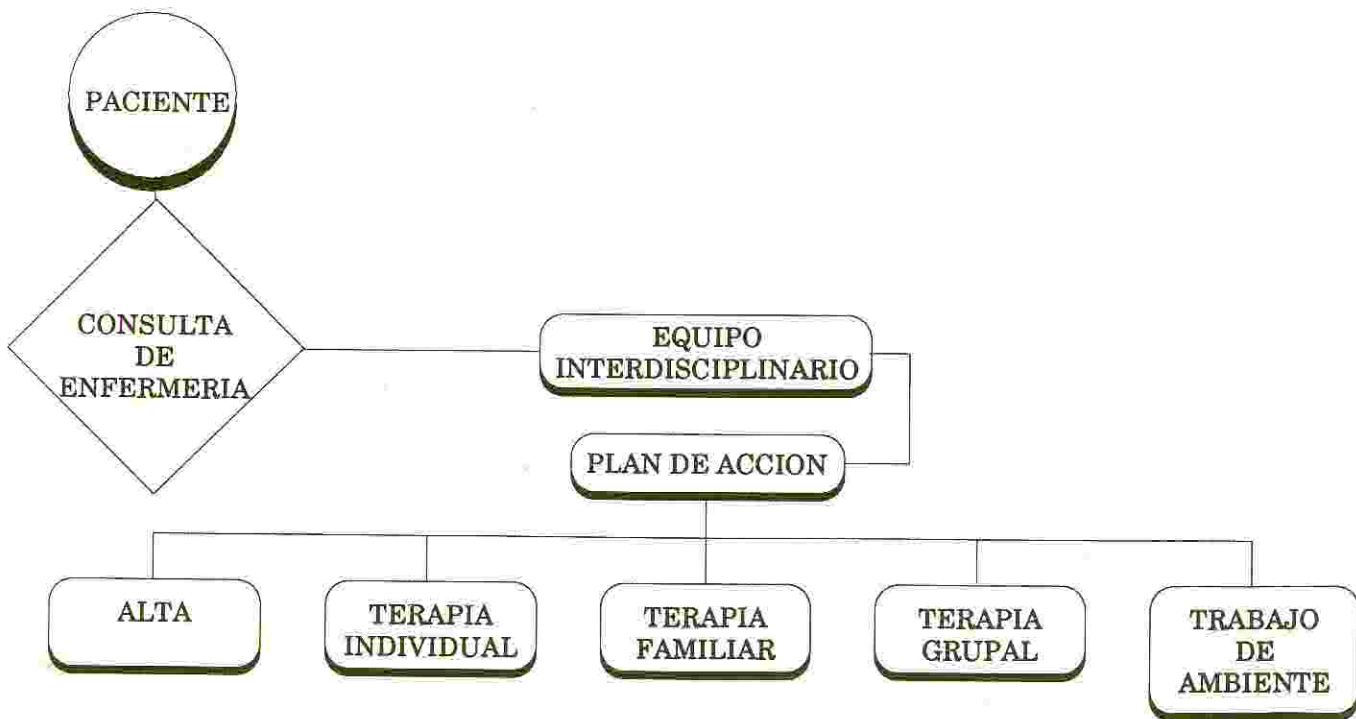 PACIENTE
CONSULTA
DE
ENFERMERIA
EQUIPO
INTERDISCIPLINARIO
PLAN DE ACCION
ALTA
TERAPIA
INDIVIDUAL
TERAPIA
FAMILIAR
TERAPIA
GRUPAL
TRABAJO
DE
AMBIENTE